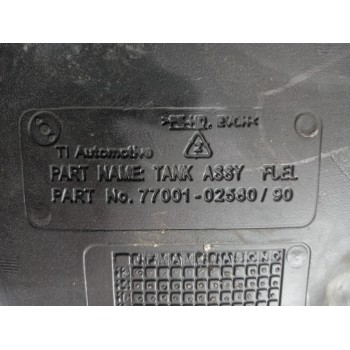 TI Automotive
PART NAME: TANK ASSY FUEL
PART No. 77001-02580/90